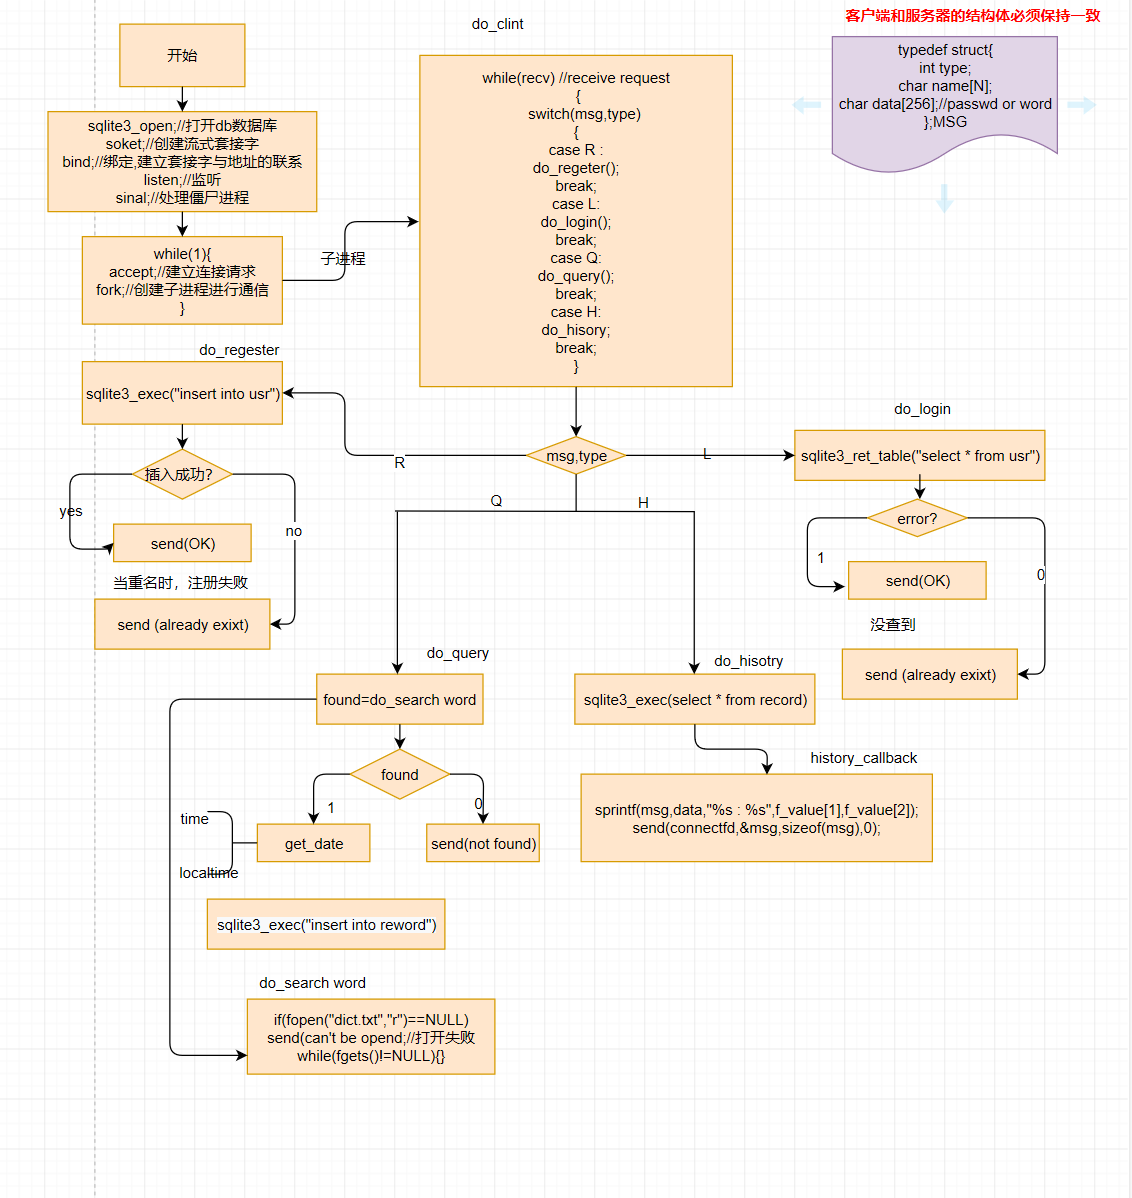 do_clint
客户端和服务器的结构体必须保持一致
开始
typedef struct{
int type;
char name[N];
char data[256];//passwd or word
};MSG
sqlite3_open;//打开db数据库
soket;//创建流式套接字
bind;//绑定,建立套接字与地址的联系
listen;//监听
sinal;//处理僵尸进程
while(1){
accept;//建立连接请求
fork;//创建子进程进行通信
}
子进程
while(recv) //receive request
{
switch(msg,type)
{
case R :
do_regeter();
break;
case L:
do_login();
break;
case Q:
do_query();
break;
case H:
do_hisory;
break;
}
do_regester
sqlite3_exec("insert into usr")
插入成功?
yes
no
send(OK)
当重名时，注册失败
send (already exixt)
msg,type
R
L
Q
H
do_login
sqlite3_ret_table("select * from usr")
error?
1
0
send(OK)
没查到
send (already exixt)
do_query
found=do_search word
found
1
0
time
localtime
get_date
send(not found)
sqlite3_exec("insert into reword")
do_hisotry
sqlite3_exec(select * from record)
history_callback
sprintf(msg,data,"%s : %s",f_value[1],f_value[2]);
send(connectfd,&msg,sizeof(msg),0);
do_search word
if(fopen("dict.txt","r")==NULL)
send(can't be opend;//打开失败
while(fgets()!=NULL){}